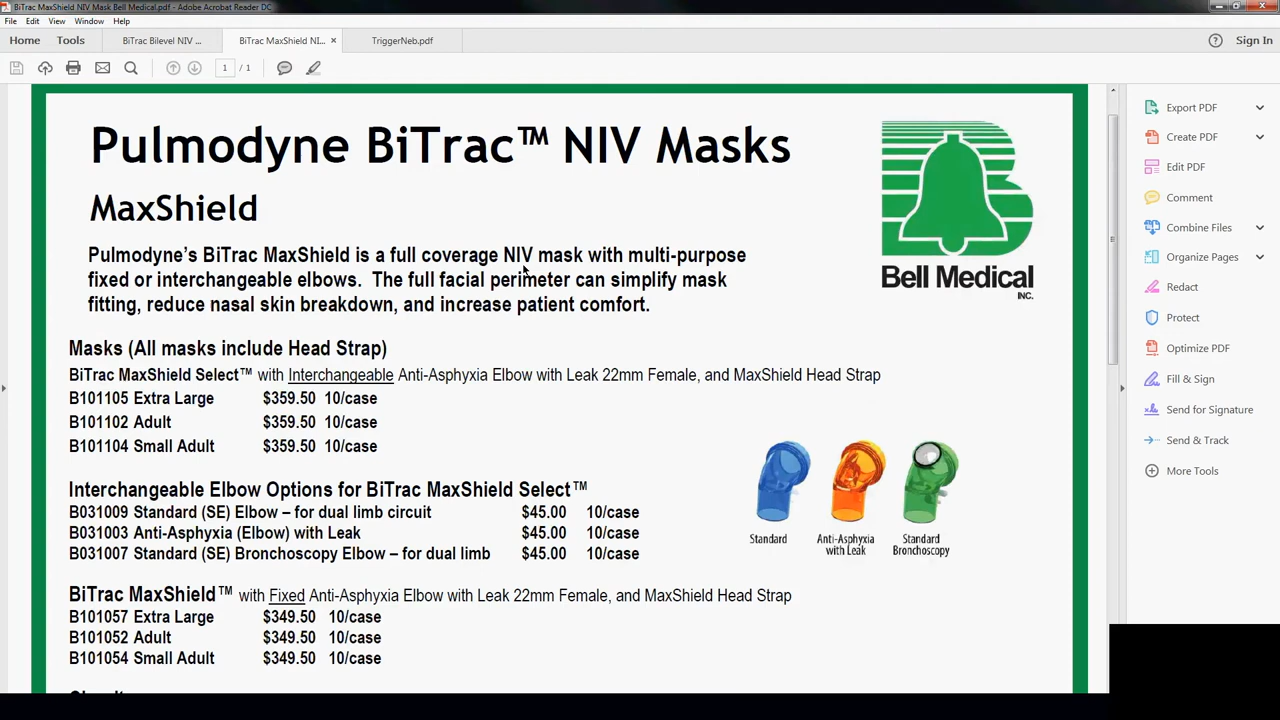 BiTrac MaxShield NIV Mask Bell Medical.pdf - Adobe Acrobat Reader DC
File Edit View Window Help
Home Tools BiTrac Bilevel NIV ... BiTrac MaxShield NI... × TriggerNeb.pdf Sign In
1 / 1
Pulmodyne BiTrac™ NIV Masks
MaxShield
Pulmodyne's BiTrac MaxShield is a full coverage NIV mask with multi-purpose
fixed or interchangeable elbows. The full facial perimeter can simplify mask
fitting, reduce nasal skin breakdown, and increase patient comfort.
Bell Medical
INC.
Masks (All masks include Head Strap)
BiTrac MaxShield Select™ with Interchangeable Anti-Asphyxia Elbow with Leak 22mm Female, and MaxShield Head Strap
B101105 Extra Large $359.50 10/case
B101102 Adult $359.50 10/case
B101104 Small Adult $359.50 10/case
Interchangeable Elbow Options for BiTrac MaxShield Select™
B031009 Standard (SE) Elbow – for dual limb circuit $45.00 10/case
B031003 Anti-Asphyxia (Elbow) with Leak $45.00 10/case
B031007 Standard (SE) Bronchoscopy Elbow – for dual limb $45.00 10/case
Standard
Anti-Asphyxia
with Leak
Standard
Bronchoscopy
BiTrac MaxShield™ with Fixed Anti-Asphyxia Elbow with Leak 22mm Female, and MaxShield Head Strap
B101057 Extra Large $349.50 10/case
B101052 Adult $349.50 10/case
B101054 Small Adult $349.50 10/case
Export PDF
Create PDF
Edit PDF
Comment
Combine Files
Organize Pages
Redact
Protect
Optimize PDF
Fill & Sign
Send for Signature
Send & Track
More Tools